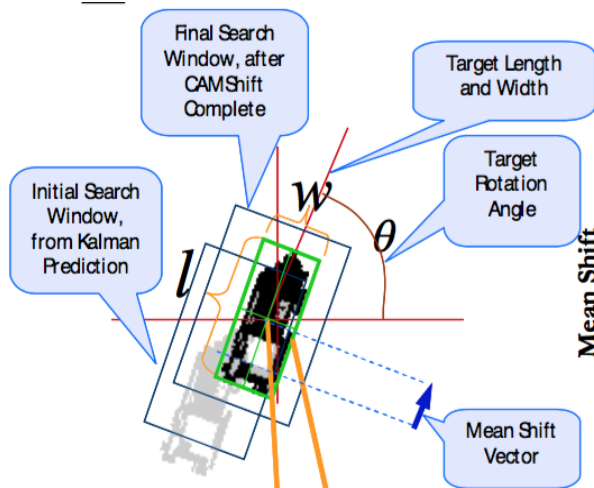 Final Search
Window, after
CAMShift
Complete
Target Length
and Width
Initial Search
Window,
from Kalman
Prediction
w
Target
Rotation
Angle
θ
l
Mean Shift
Mean Shift
Vector